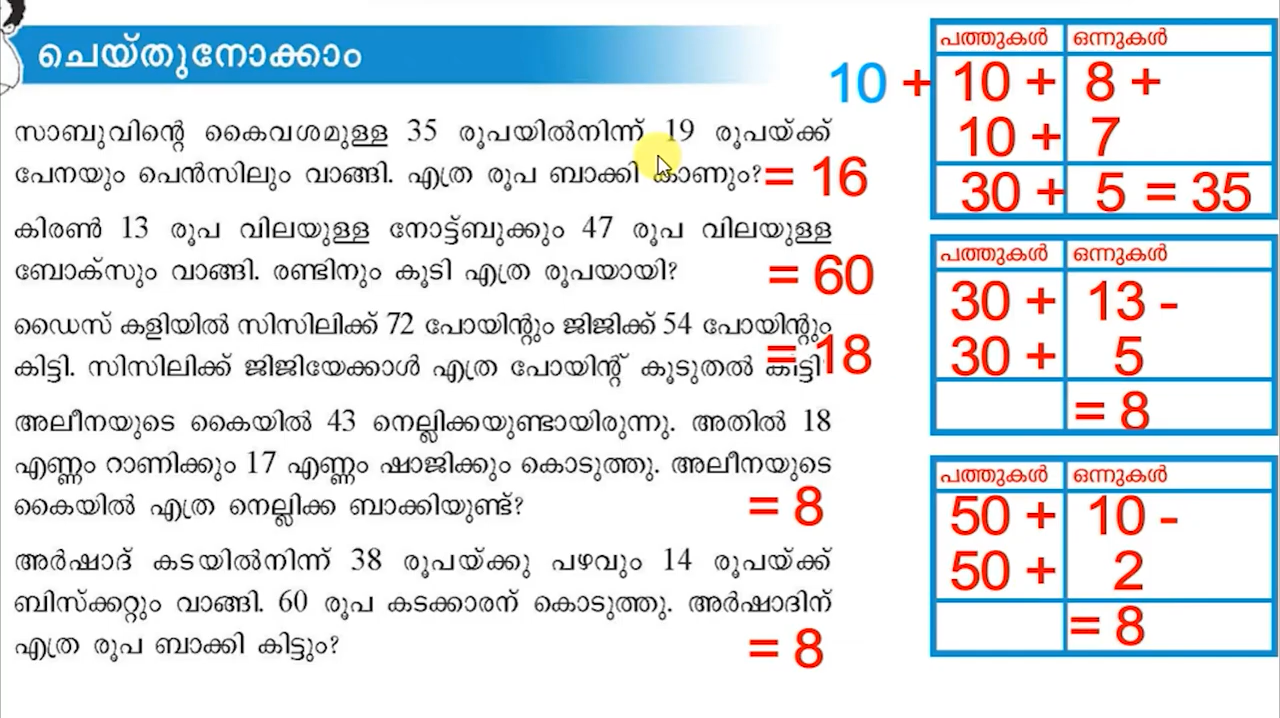 ചെയ്തുനോക്കാം
സാബുവിന്റെ കൈവശമുള്ള 35 രൂപയിൽനിന്ന് 19 രൂപയ്ക്ക്
പേനയും പെൻസിലും വാങ്ങി. എത്ര രൂപ ബാക്കി കാണും? = 16
കിരൺ 13 രൂപ വിലയുള്ള നോട്ട്ബുക്കും 47 രൂപ വിലയുള്ള
ബോക്സും വാങ്ങി. രണ്ടിനും കൂടി എത്ര രൂപയായി? = 60
ഡൈസ് കളിയിൽ സിസിലിക്ക് 72 പോയിന്റും ജിജിക്ക് 54 പോയിന്റും
കിട്ടി. സിസിലിക്ക് ജിജിയേക്കാൾ എത്ര പോയിന്റ് കൂടുതൽ കിട്ടി = 18
അലീനയുടെ കൈയിൽ 43 നെല്ലിക്കയുണ്ടായിരുന്നു. അതിൽ 18
എണ്ണം റാണിക്കും 17 എണ്ണം ഷാജിക്കും കൊടുത്തു. അലീനയുടെ
കൈയിൽ എത്ര നെല്ലിക്ക ബാക്കിയുണ്ട്? = 8
അർഷാദ് കടയിൽനിന്ന് 38 രൂപയ്ക്കു പഴവും 14 രൂപയ്ക്ക്
ബിസ്ക്കറ്റും വാങ്ങി. 60 രൂപ കടക്കാരന് കൊടുത്തു. അർഷാദിന്
എത്ര രൂപ ബാക്കി കിട്ടും? = 8
പത്തുകൾ ഒന്നുകൾ
10 + 10 + 8 +
10 + 7
30 + 5 = 35
പത്തുകൾ ഒന്നുകൾ
30 + 13 -
30 + 5
= 8
പത്തുകൾ ഒന്നുകൾ
50 + 10 -
50 + 2
= 8